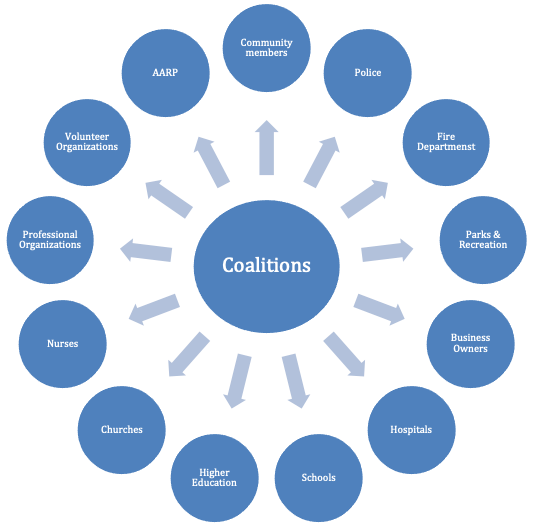 Community
members
Police
Fire
Departmenst
Parks &
Recreation
Business
Owners
Hospitals
Schools
Higher
Education
Churches
Nurses
Professional
Organizations
Volunteer
Organizations
AARP
Coalitions